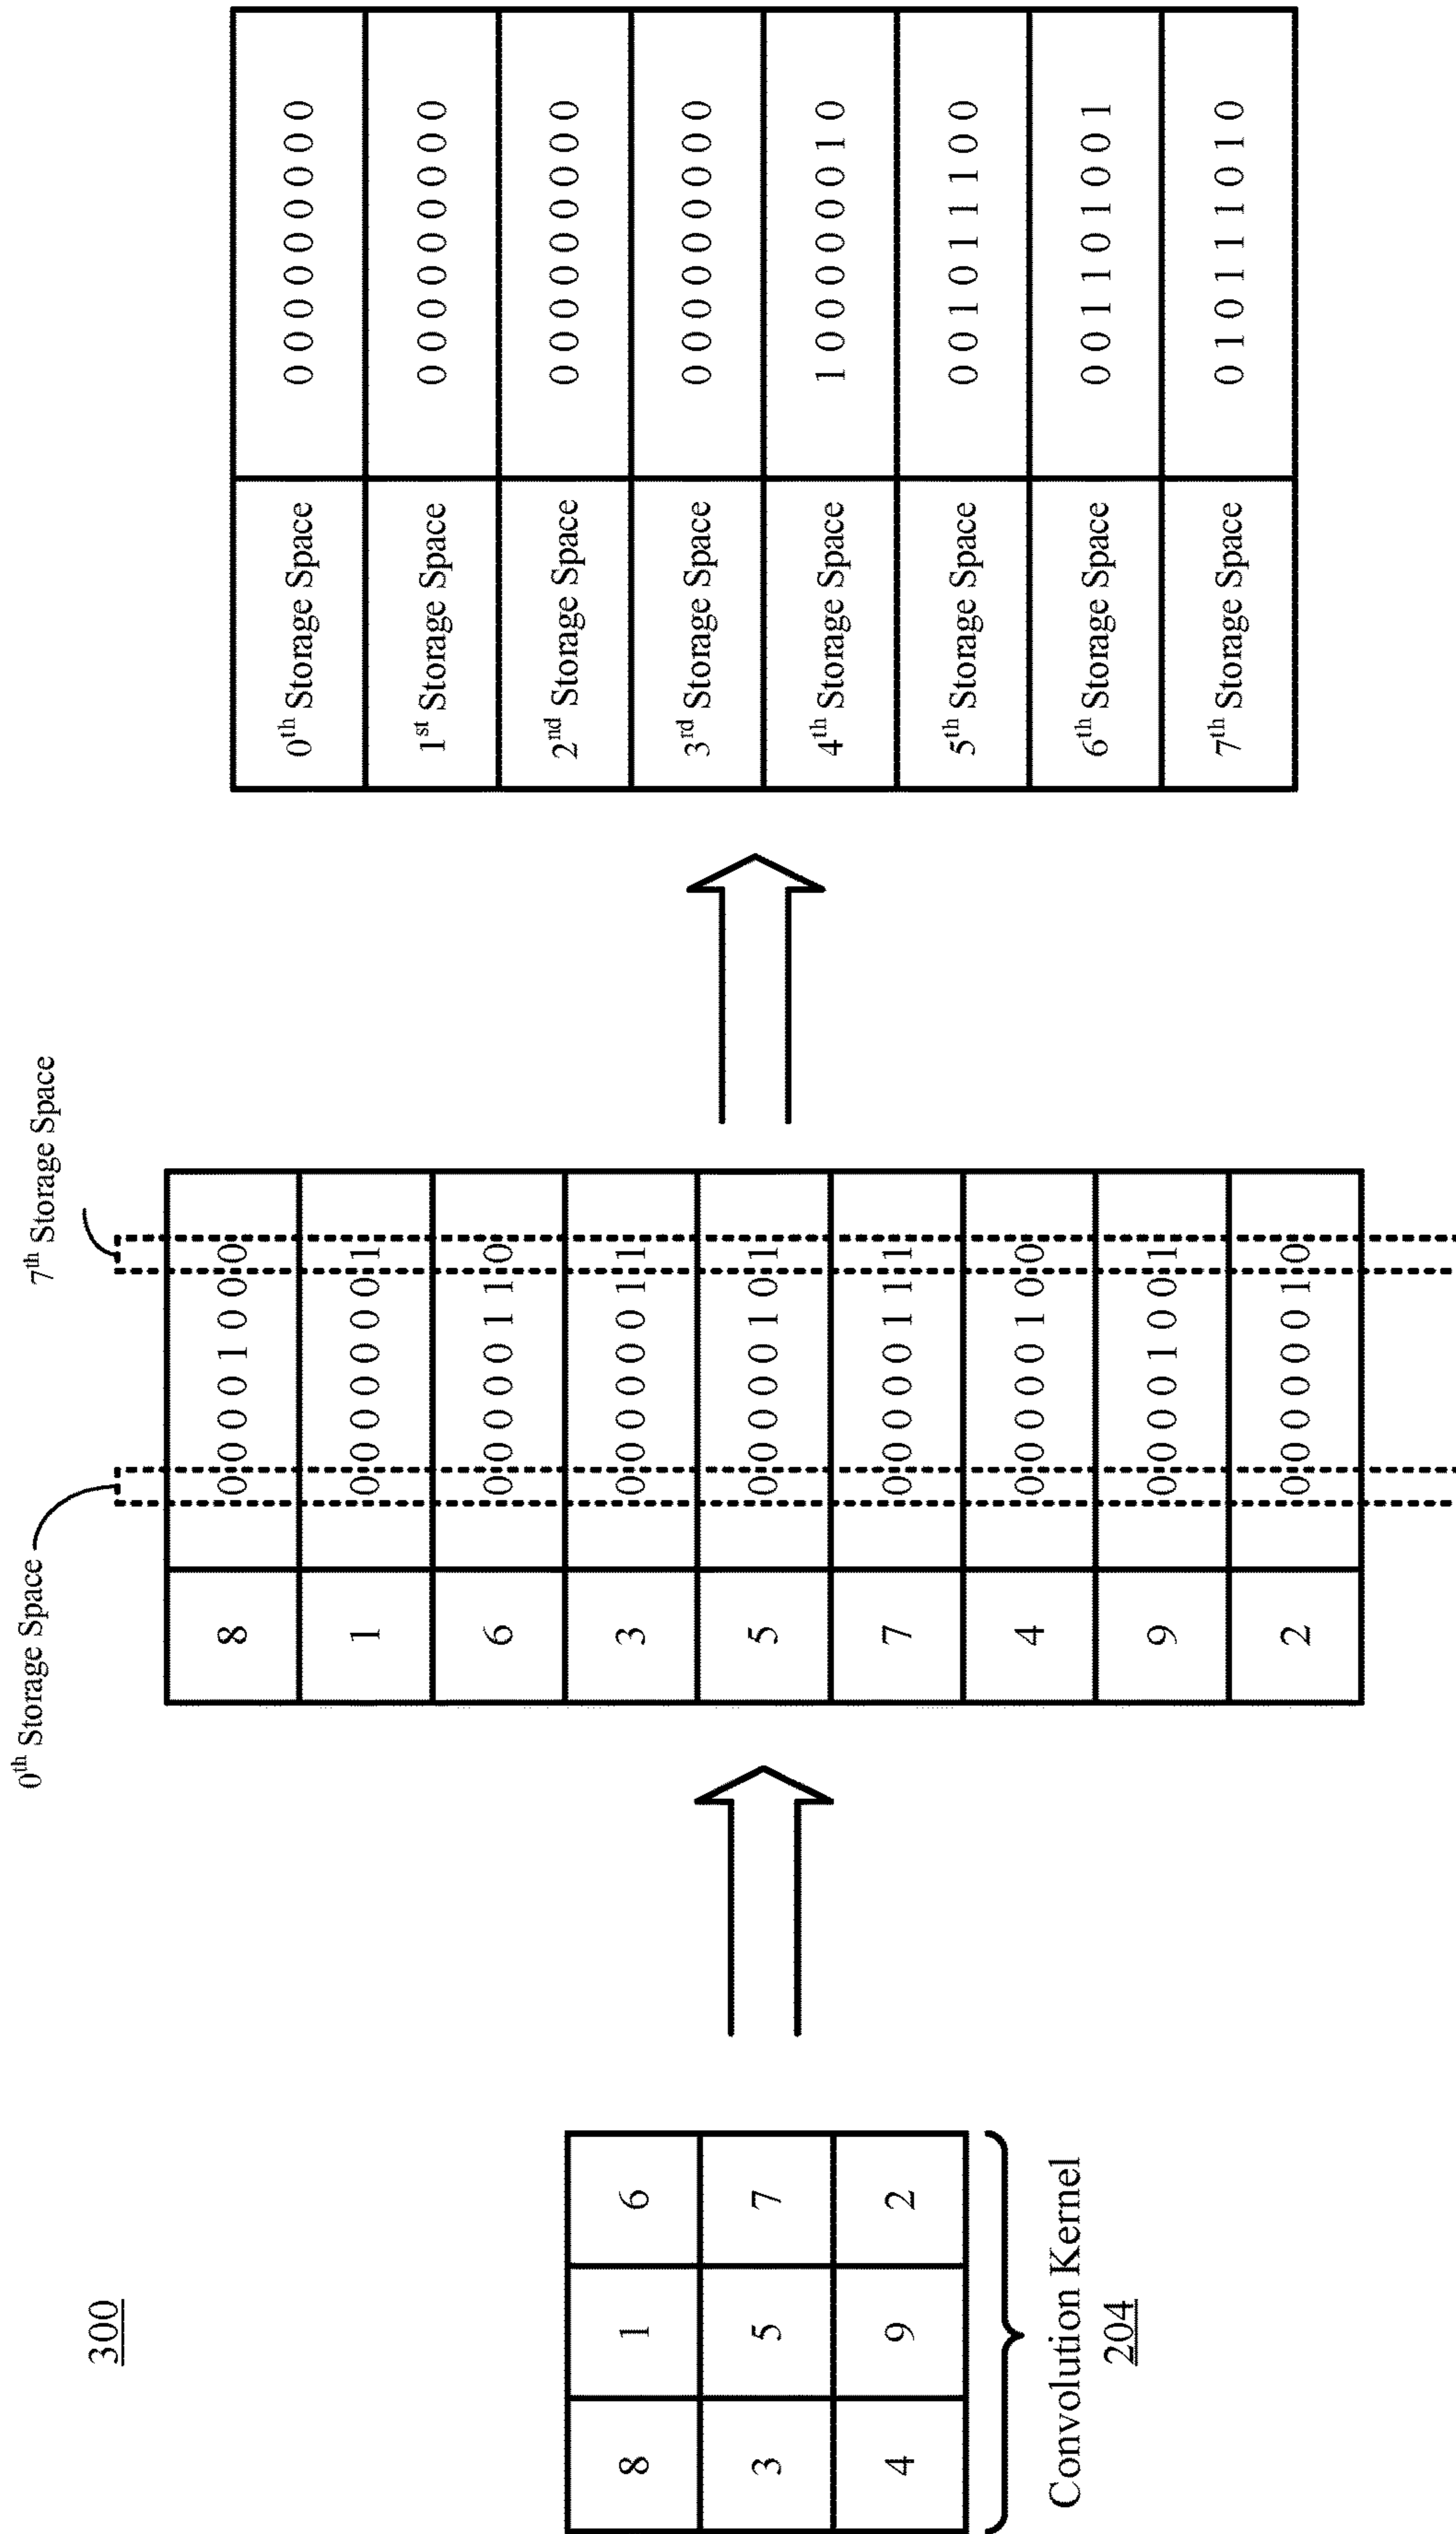 300
8 1 6
3 5 7
4 9 2
Convolution Kernel
204
0th Storage Space
7th Storage Space
8 0 0 0 0 1 0 0 0
1 0 0 0 0 0 0 0 1
6 0 0 0 0 0 1 1 0
3 0 0 0 0 0 0 1 1
5 0 0 0 0 0 1 0 1
7 0 0 0 0 0 1 1 1
4 0 0 0 0 0 1 0 0
9 0 0 0 0 1 0 0 1
2 0 0 0 0 0 0 1 0
0th Storage Space 0 0 0 0 0 0 0 0 0
1st Storage Space 0 0 0 0 0 0 0 0 0
2nd Storage Space 0 0 0 0 0 0 0 0 0
3rd Storage Space 0 0 0 0 0 0 0 0 0
4th Storage Space 1 0 0 0 0 0 0 1 0
5th Storage Space 0 0 1 0 1 1 1 0 0
6th Storage Space 0 0 1 1 0 1 0 0 1
7th Storage Space 0 1 0 1 1 1 0 1 0